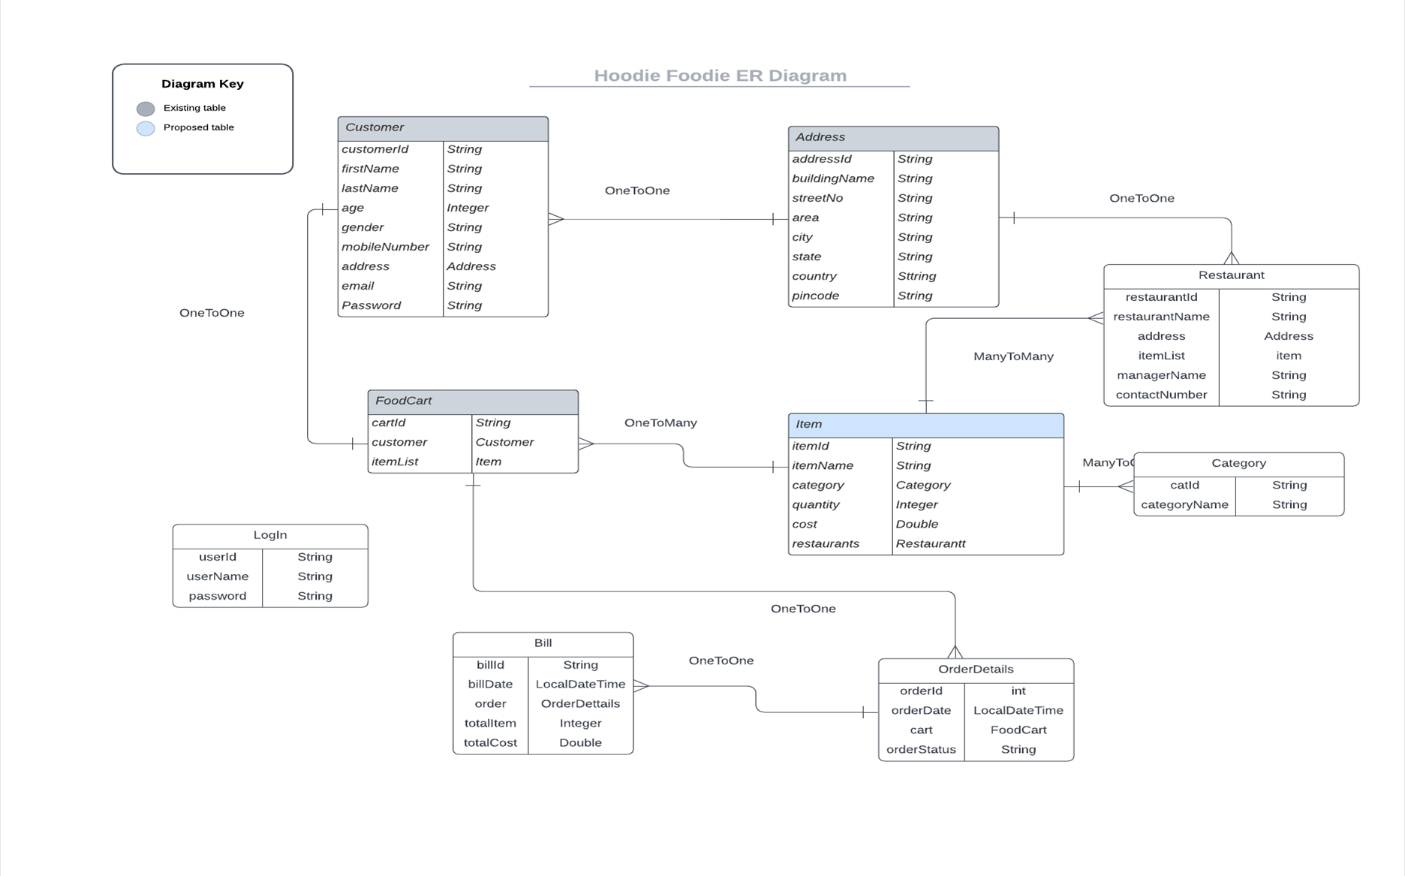 Hoodie Foodie ER Diagram
Diagram Key
Existing table
Proposed table
Customer
customerId String
firstName String
lastName String
age Integer
gender String
mobileNumber String
address Address
email String
Password String
OneToOne
Address
addressId String
buildingName String
streetNo String
area String
city String
state String
country Sttring
pincode String
OneToOne
Restaurant
restaurantId String
restaurantName String
address Address
itemList item
managerName String
contactNumber String
OneToOne
ManyToMany
FoodCart
cartId String
customer Customer
itemList Item
OneToMany
Item
itemId String
itemName String
category Category
quantity Integer
cost Double
restaurants Restaurantt
ManyTo
Category
catId String
categoryName String
LogIn
userId String
userName String
password String
OneToOne
Bill
billId String
billDate LocalDateTime
order OrderDettails
totalItem Integer
totalCost Double
OneToOne
OrderDetails
orderId int
orderDate LocalDateTime
cart FoodCart
orderStatus String